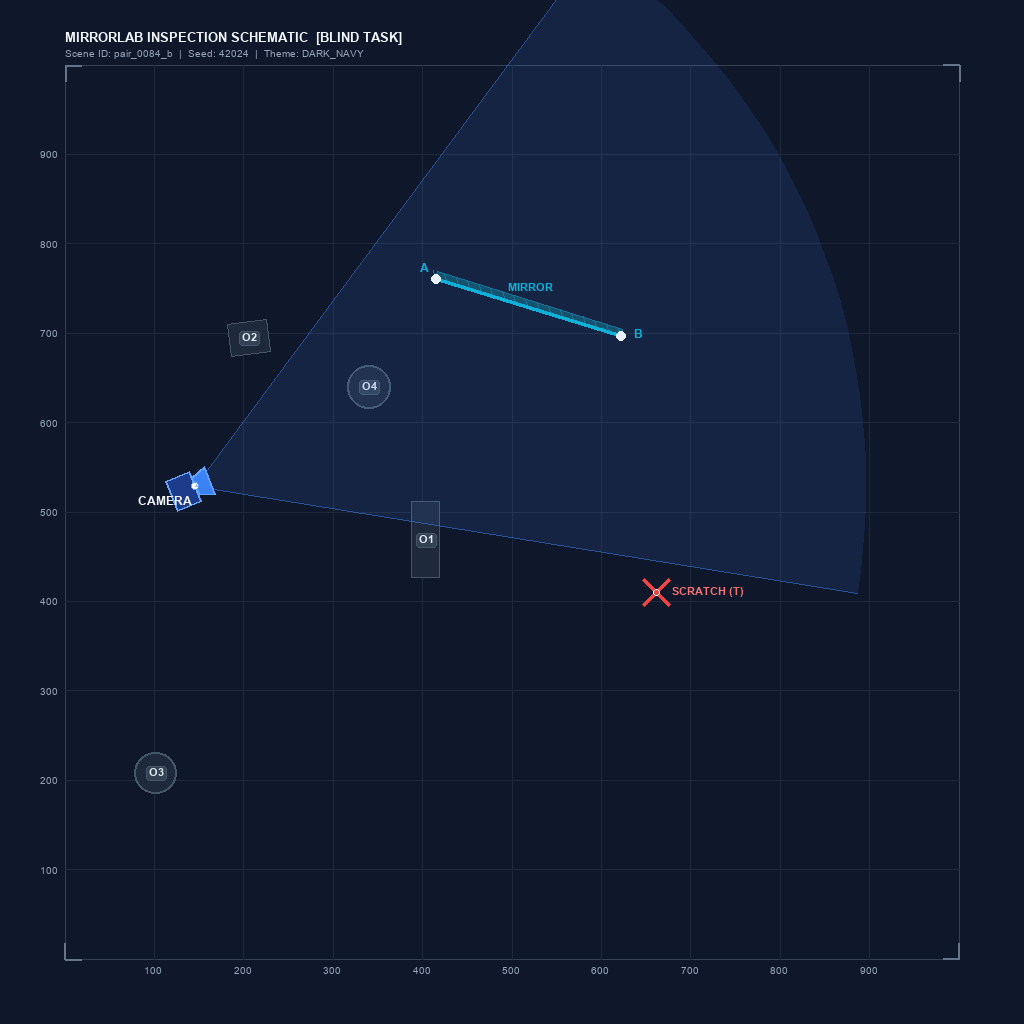 MIRRORLAB INSPECTION SCHEMATIC [BLIND TASK]
Scene ID: pair_0084_b | Seed: 42024 | Theme: DARK_NAVY
900
800
A
MIRROR
B
700
O2
O4
600
CAMERA
500
O1
400
SCRATCH (T)
300
O3
200
100
100 200 300 400 500 600 700 800 900